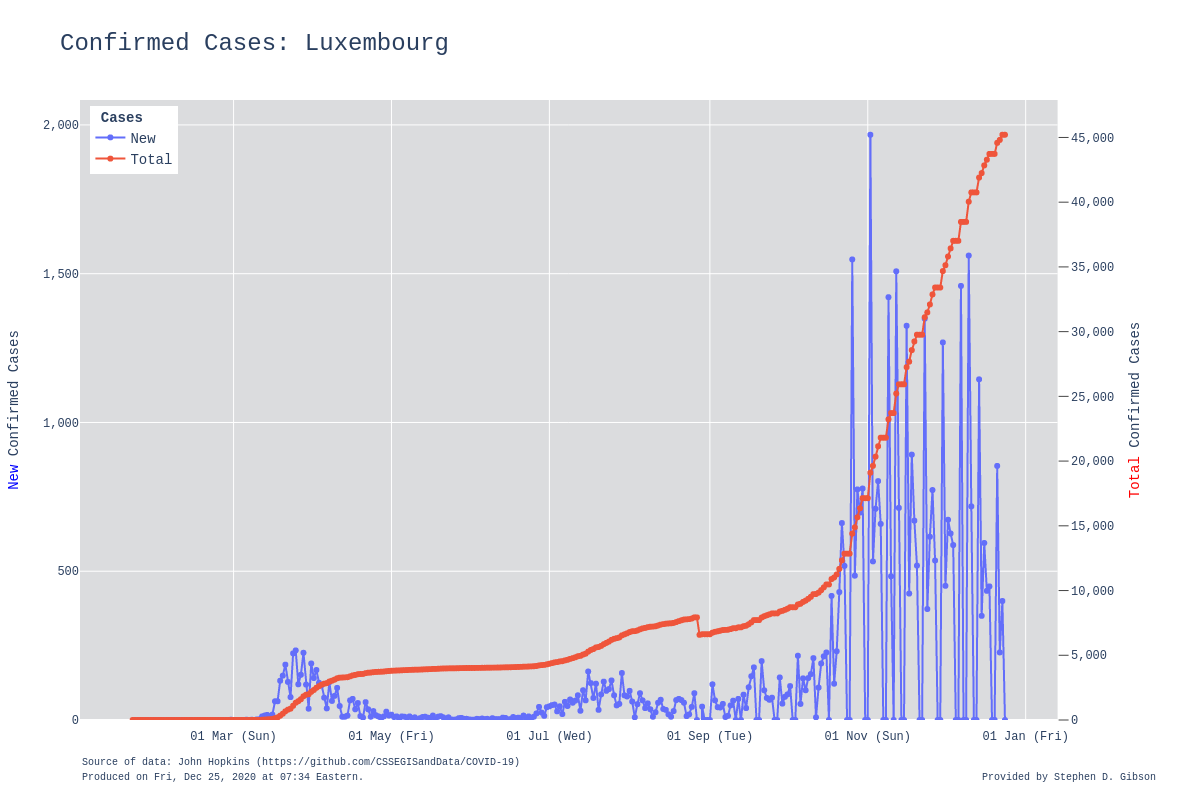 Confirmed Cases: Luxembourg
Cases
New
Total
2,000
1,500
1,000
500
0
45,000
40,000
35,000
30,000
25,000
20,000
15,000
10,000
5,000
0
New Confirmed Cases
Total Confirmed Cases
01 Mar (Sun)
01 May (Fri)
01 Jul (Wed)
01 Sep (Tue)
01 Nov (Sun)
01 Jan (Fri)
Source of data: John Hopkins (https://github.com/CSSEGISandData/COVID-19)
Produced on Fri, Dec 25, 2020 at 07:34 Eastern.
Provided by Stephen D. Gibson